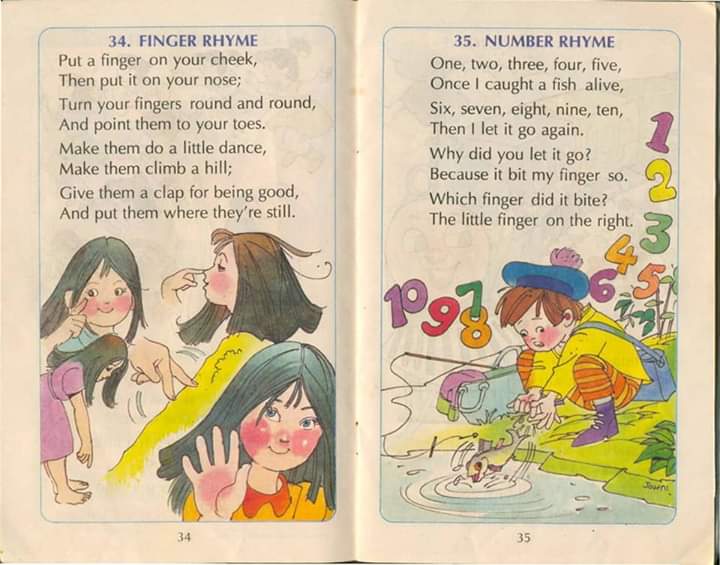 34. FINGER RHYME
Put a finger on your cheek,
Then put it on your nose;
Turn your fingers round and round,
And point them to your toes.
Make them do a little dance,
Make them climb a hill;
Give them a clap for being good,
And put them where they're still.
34
35. NUMBER RHYME
One, two, three, four, five,
Once I caught a fish alive,
Six, seven, eight, nine, ten,
Then I let it go again.
Why did you let it go?
Because it bit my finger so.
Which finger did it bite?
The little finger on the right.
1
2
3
4
5
6
7
8
9
10
35